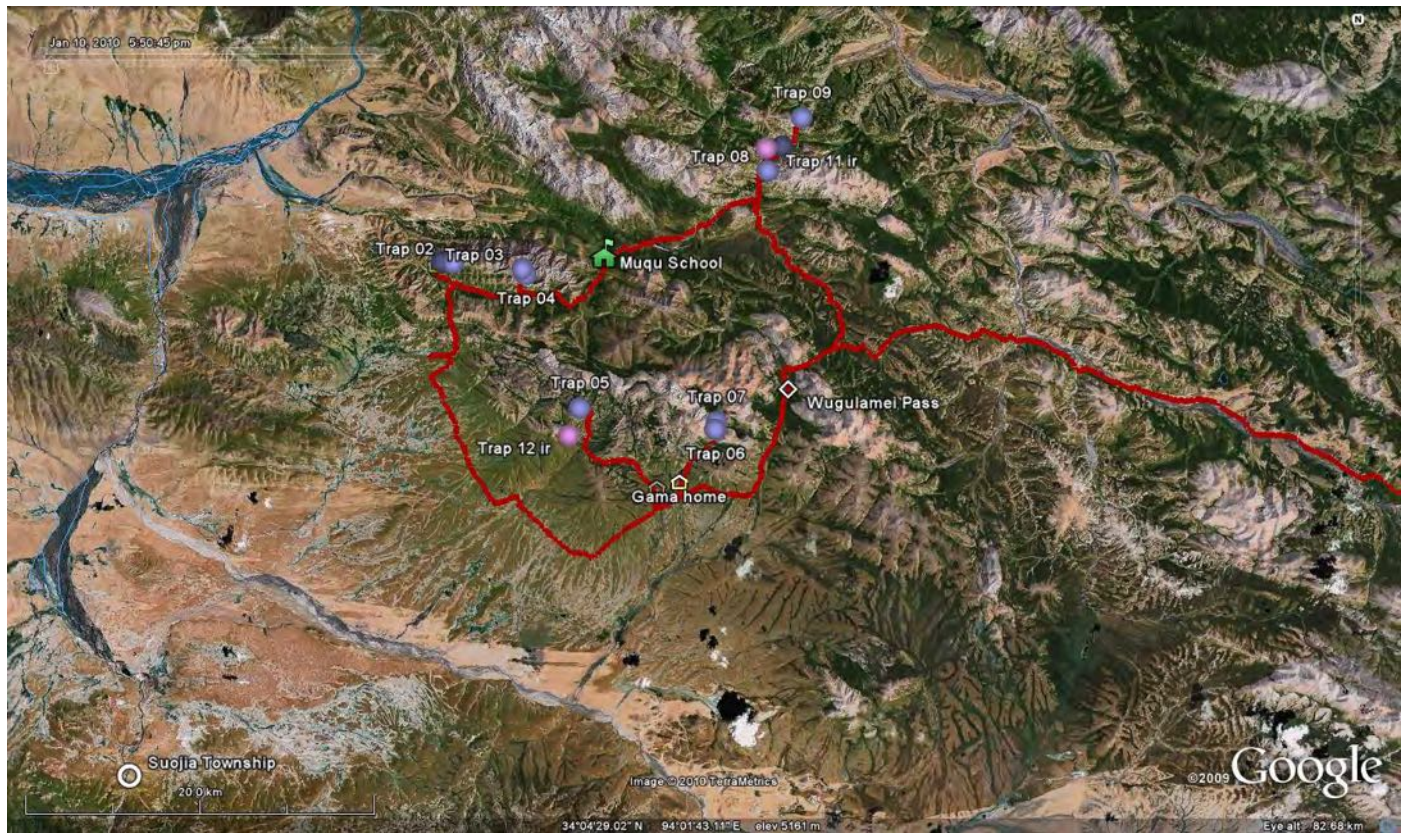 N
Jan 10, 2010 5:50:45 pm
Trap 09
Trap 08
Trap 11 ir
Trap 02
Trap 03
Muqu School
Trap 04
Trap 05
Trap 07
Wugulamei Pass
Trap 12 ir
Trap 06
Gama home
Suojia Township
20.0 km
Image © 2010 TerraMetrics
©2009 Google
34°04'29.02" N 94°01'43.11" E elev 5161 m
Eye alt 82.68 km